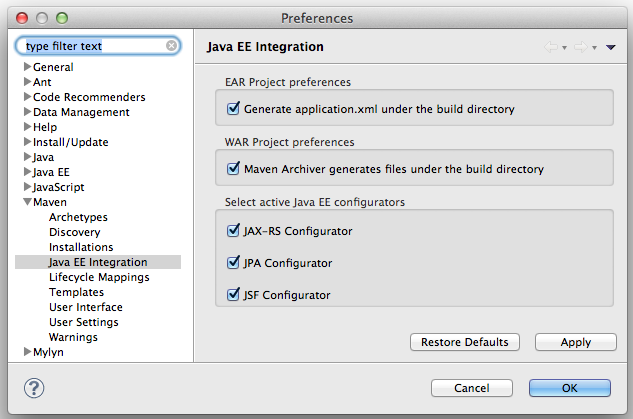 Preferences
type filter text
General
Ant
Code Recommenders
Data Management
Help
Install/Update
Java
Java EE
JavaScript
Maven
Archetypes
Discovery
Installations
Java EE Integration
Lifecycle Mappings
Templates
User Interface
User Settings
Warnings
Mylyn
Java EE Integration
EAR Project preferences
Generate application.xml under the build directory
WAR Project preferences
Maven Archiver generates files under the build directory
Select active Java EE configurators
JAX-RS Configurator
JPA Configurator
JSF Configurator
Restore Defaults
Apply
?
Cancel
OK